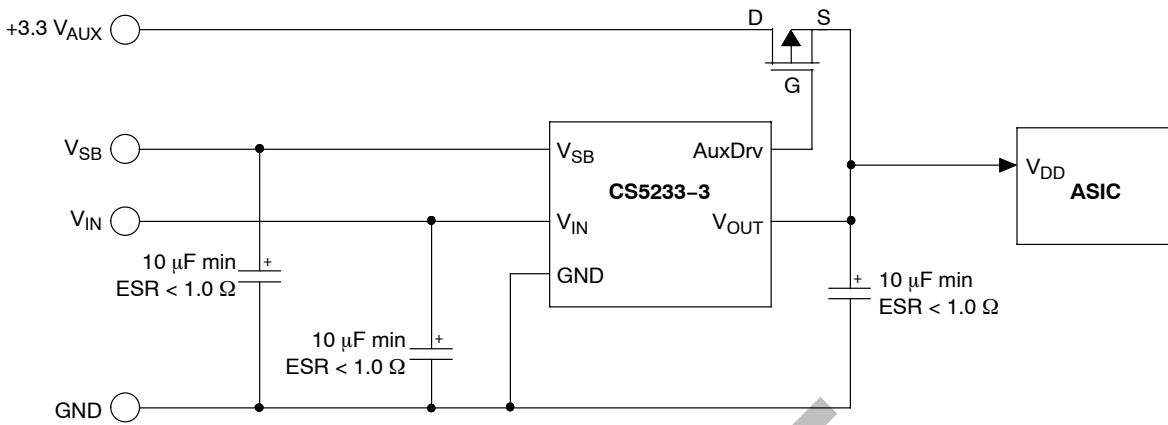 +3.3 VAUX
D S
G
VSB
VSB AuxDrv
CS5233−3
VDD
ASIC
VIN
VIN VOUT
10 μF min
ESR < 1.0 Ω
+
GND
+
10 μF min
ESR < 1.0 Ω
10 μF min
ESR < 1.0 Ω
+
GND